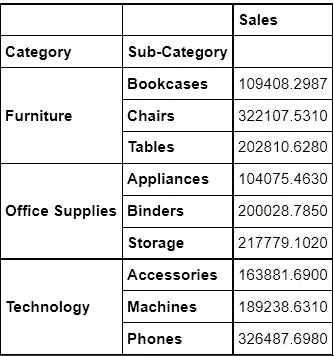 Sales
Category Sub-Category
Furniture Bookcases 109408.2987
Chairs 322107.5310
Tables 202810.6280
Office Supplies Appliances 104075.4630
Binders 200028.7850
Storage 217779.1020
Technology Accessories 163881.6900
Machines 189238.6310
Phones 326487.6980